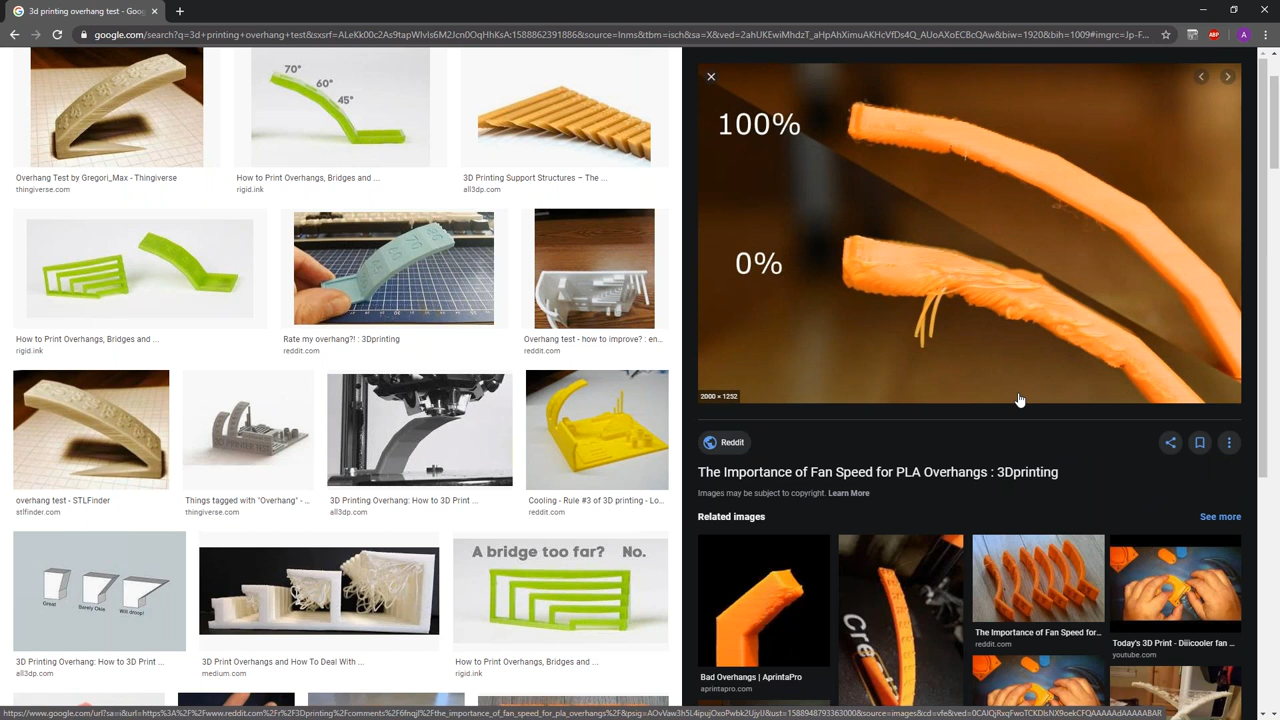 3d printing overhang test - Goo
google.com/search?q=3d+printing+overhang+test&sxsrf=ALeKk00c2As9tapWIvIs6M2Jcn0OqHhKsA:1588862391886&source=lnms&tbm=isch&sa=X&ved=2ahUKEwiMhdzT_aHpAhXimuAKHcVfDs4Q_AUoAXoECBQQAw&biw=1920&bih=1009#imgrc=Jp-F...
ABP
A
70°
60°
45°
Overhang Test by Gregori_Max - Thingiverse
thingiverse.com
How to Print Overhangs, Bridges and ...
rigid.ink
3D Printing Support Structures – The ...
all3dp.com
How to Print Overhangs, Bridges and ...
rigid.ink
Rate my overhang?! : 3Dprinting
reddit.com
Overhang test - how to improve? : en...
reddit.com
overhang test - STLFinder
stlfinder.com
Things tagged with "Overhang" - ...
thingiverse.com
3D Printing Overhang: How to 3D Print ...
all3dp.com
Cooling - Rule #3 of 3D printing - Lo...
reddit.com
Great
Barely Okie
Will droop!
A bridge too far? No.
3D Printing Overhang: How to 3D Print ...
all3dp.com
3D Print Overhangs and How To Deal With ...
medium.com
How to Print Overhangs, Bridges and ...
rigid.ink
100%
0%
2000 × 1252
Reddit
The Importance of Fan Speed for PLA Overhangs : 3Dprinting
Images may be subject to copyright. Learn More
Related images
See more
Cre
Bad Overhangs | AprintaPro
aprintapro.com
The Importance of Fan Speed for...
reddit.com
Today's 3D Print - Diiicooler fan ...
youtube.com